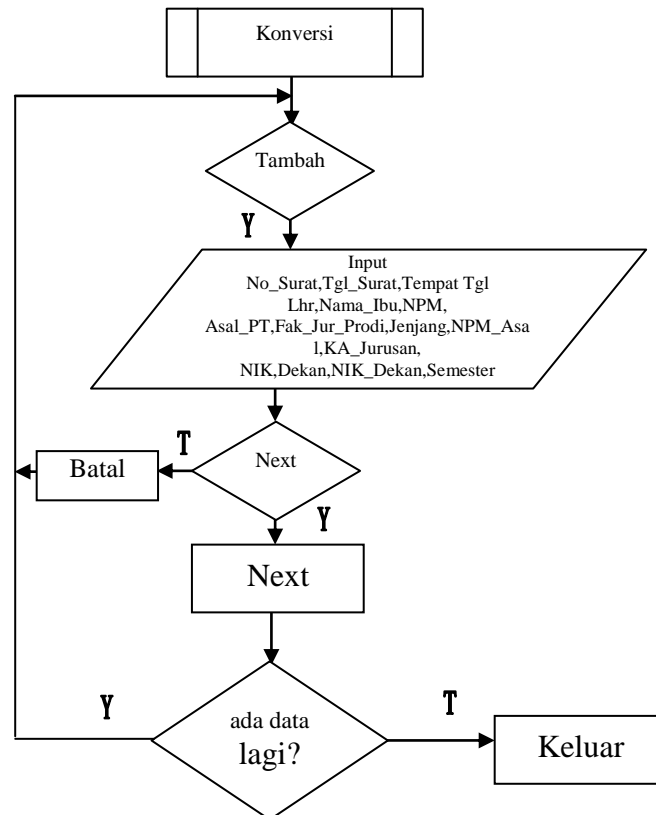 Konversi
Tambah
Y
Input
No_Surat,Tgl_Surat,Tempat Tgl
Lhr,Nama_Ibu,NPM,
Asal_PT,Fak_Jur_Prodi,Jenjang,NPM_Asa
l,KA_Jurusan,
NIK,Dekan,NIK_Dekan,Semester
T
Batal
Next
Y
Next
Y
ada data
lagi?
T
Keluar